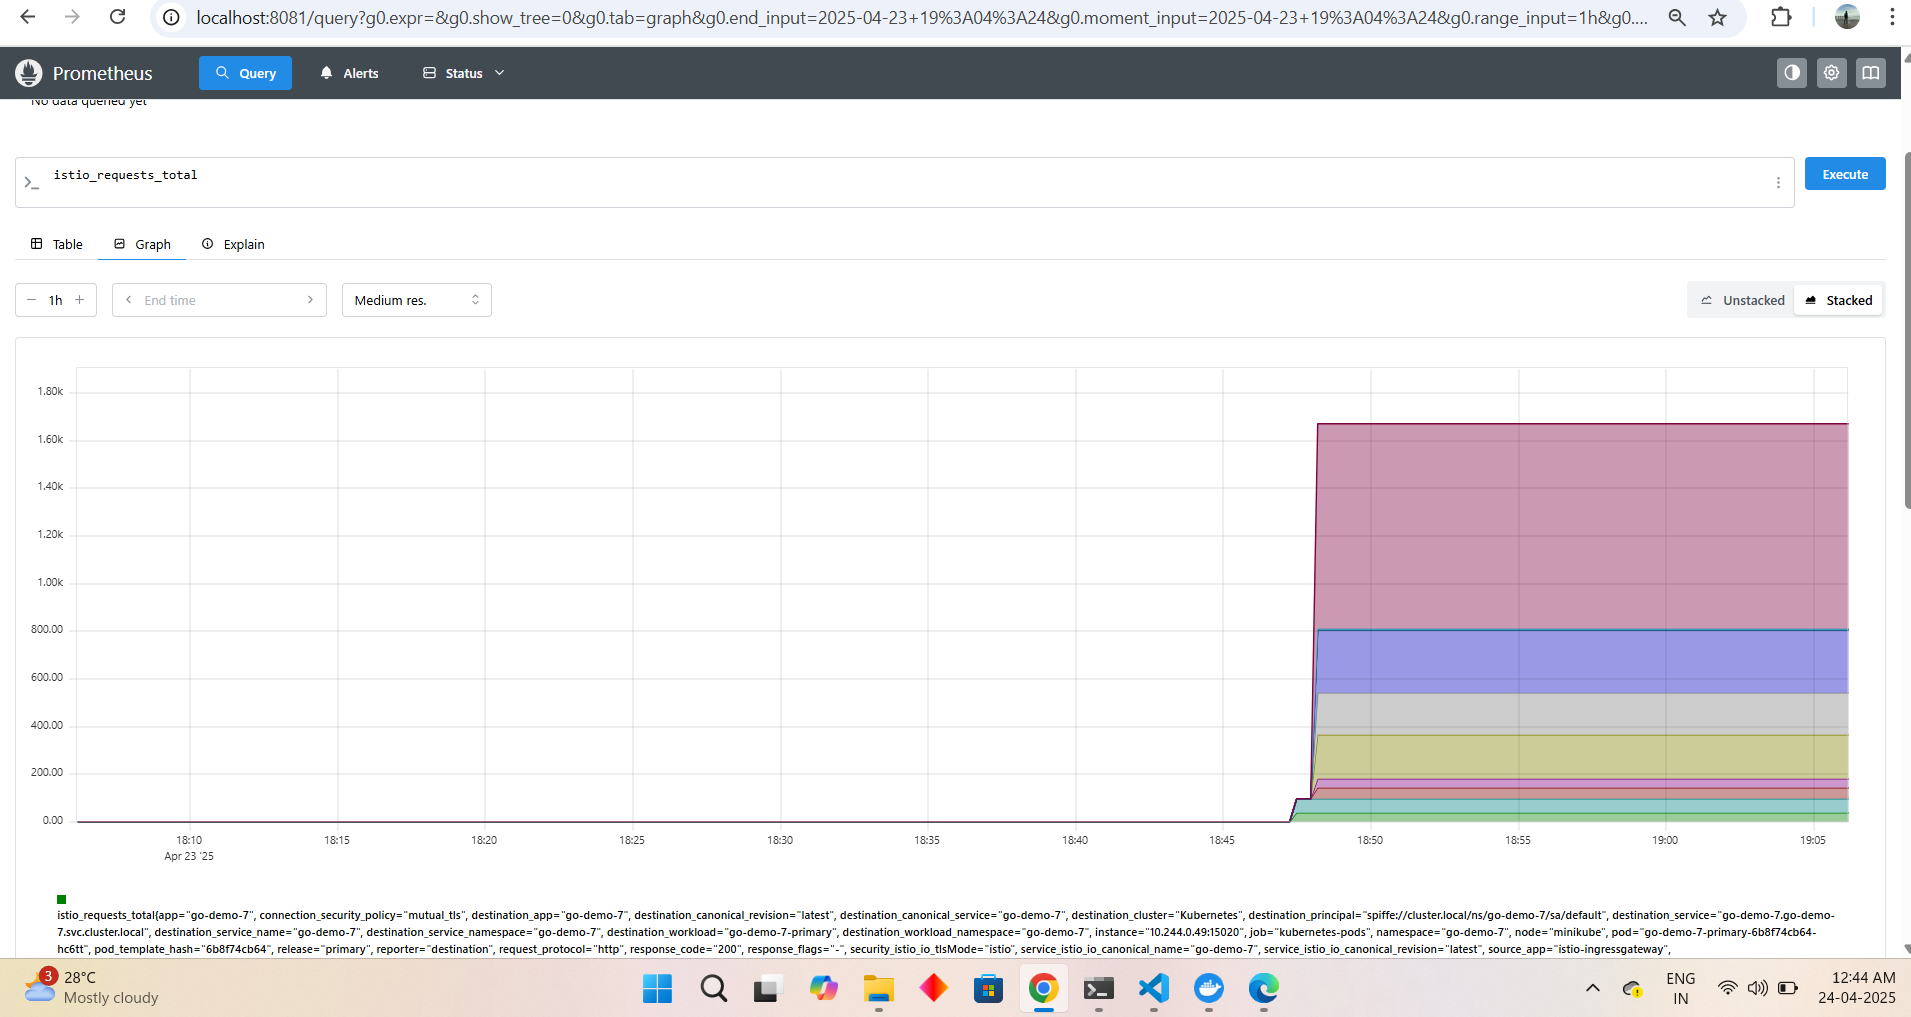 localhost:8081/query?g0.expr=&g0.show_tree=0&g0.tab=graph&g0.end_input=2025-04-23+19%3A04%3A24&g0.moment_input=2025-04-23+19%3A04%3A24&g0.range_input=1h&g0....
Prometheus Query Alerts Status
No data queried yet
>_ istio_requests_total Execute
Table Graph Explain
− 1h + < End time > Medium res. Unstacked Stacked
1.80k
1.60k
1.40k
1.20k
1.00k
800.00
600.00
400.00
200.00
0.00
18:10 18:15 18:20 18:25 18:30 18:35 18:40 18:45 18:50 18:55 19:00 19:05
Apr 23 '25
istio_requests_total{app="go-demo-7", connection_security_policy="mutual_tls", destination_app="go-demo-7", destination_canonical_revision="latest", destination_canonical_service="go-demo-7", destination_cluster="Kubernetes", destination_principal="spiffe://cluster.local/ns/go-demo-7/sa/default", destination_service="go-demo-7.go-demo-
7.svc.cluster.local", destination_service_name="go-demo-7", destination_service_namespace="go-demo-7", destination_workload="go-demo-7-primary", destination_workload_namespace="go-demo-7", instance="10.244.0.49:15020", job="kubernetes-pods", namespace="go-demo-7", node="minikube", pod="go-demo-7-primary-6b8f74cb64-
hc6tt", pod_template_hash="6b8f74cb64", release="primary", reporter="destination", request_protocol="http", response_code="200", response_flags="-", security_istio_io_tlsMode="istio", service_istio_io_canonical_name="go-demo-7", service_istio_io_canonical_revision="latest", source_app="istio-ingressgateway",
3 28°C
Mostly cloudy
ENG
IN
12:44 AM
24-04-2025